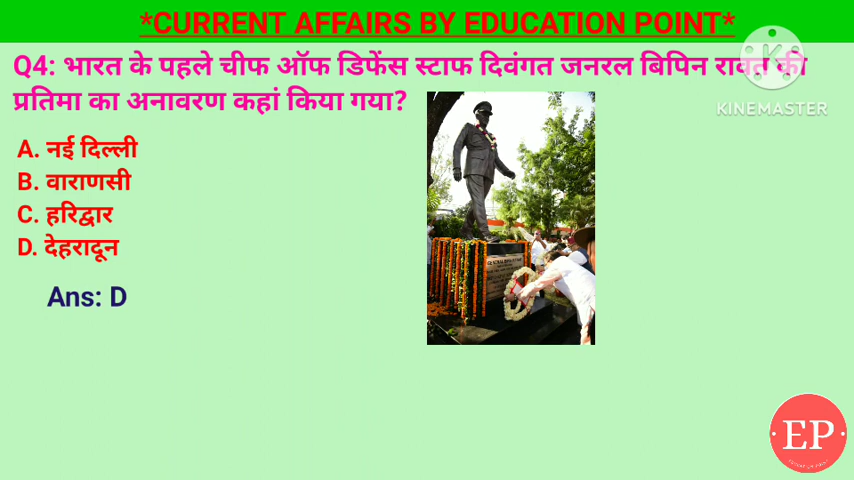 *CURRENT AFFAIRS BY EDUCATION POINT*
Q4: भारत के पहले चीफ ऑफ डिफेंस स्टाफ दिवंगत जनरल बिपिन रावत की
प्रतिमा का अनावरण कहां किया गया?
KINEMASTER
A. नई दिल्ली
B. वाराणसी
C. हरिद्वार
D. देहरादून
Ans: D
EP